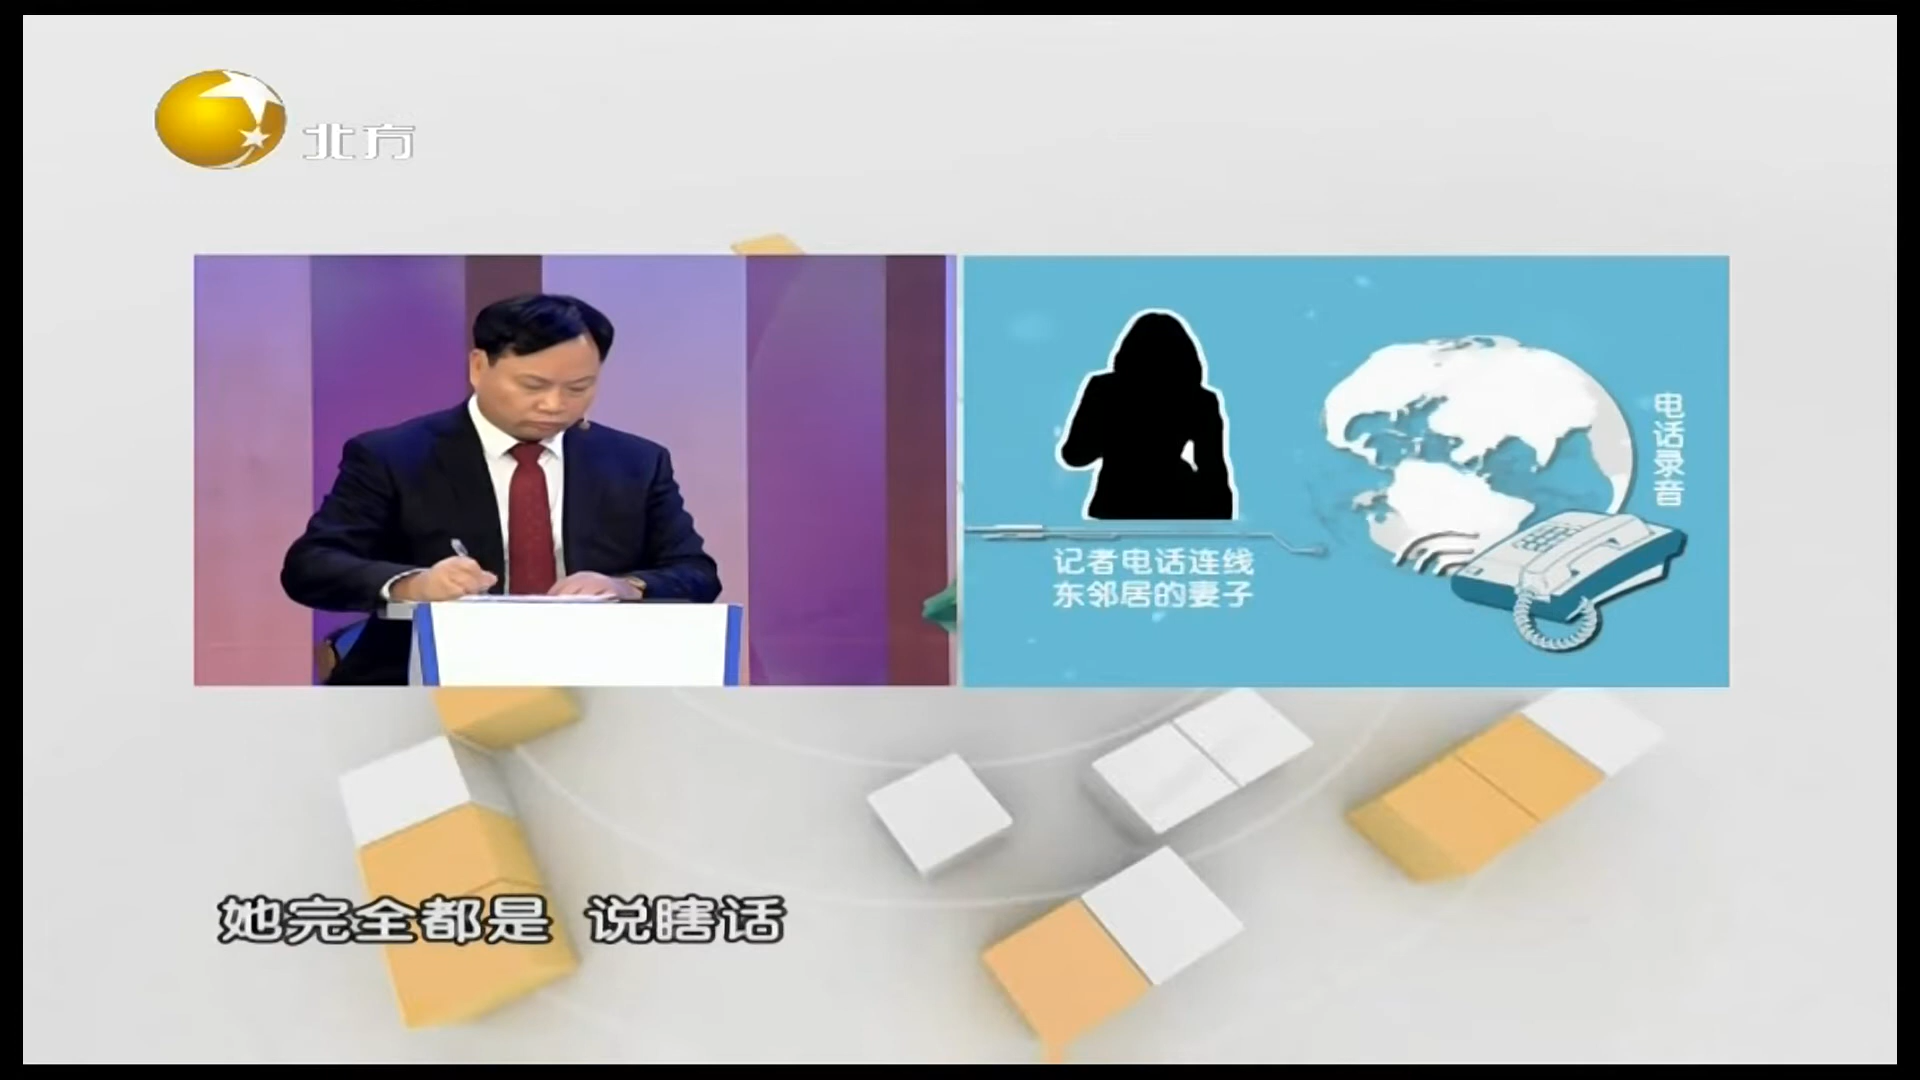 北方
电话录音
记者电话连线
东邻居的妻子
她完全都是 说瞎话